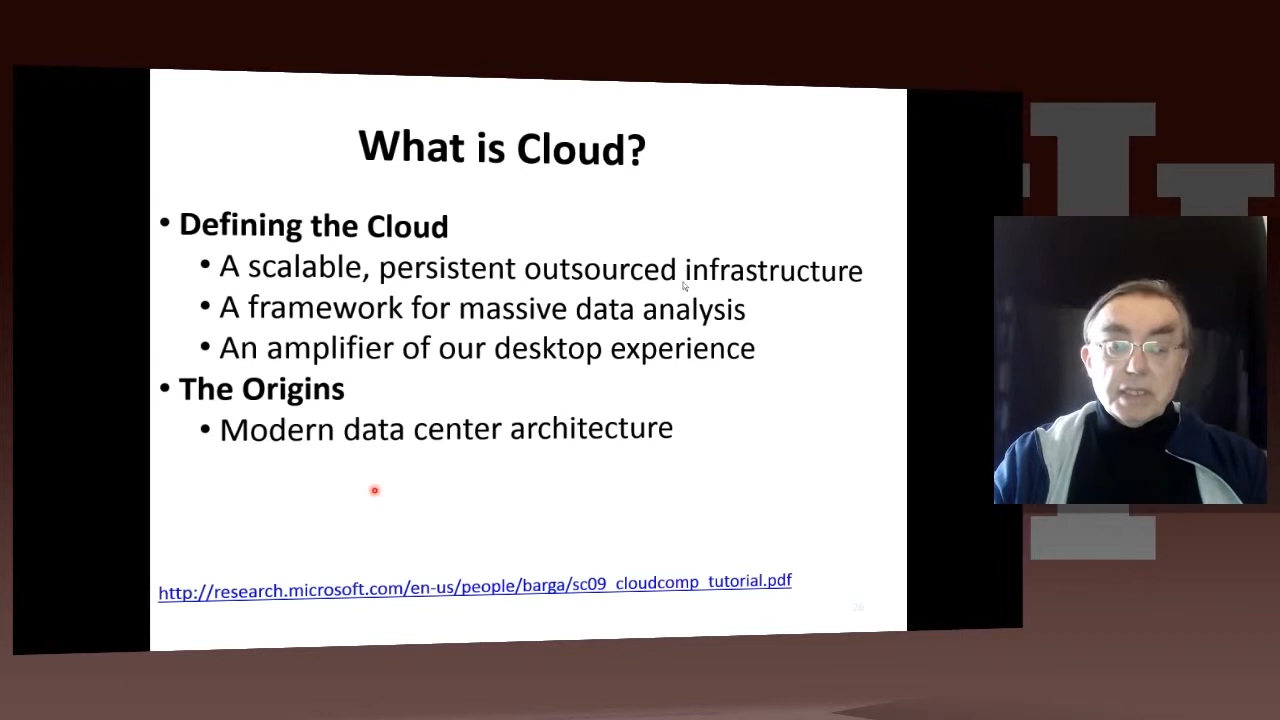 What is Cloud?
• Defining the Cloud
• A scalable, persistent outsourced infrastructure
• A framework for massive data analysis
• An amplifier of our desktop experience
• The Origins
• Modern data center architecture
http://research.microsoft.com/en-us/people/barga/sc09_cloudcomp_tutorial.pdf
26